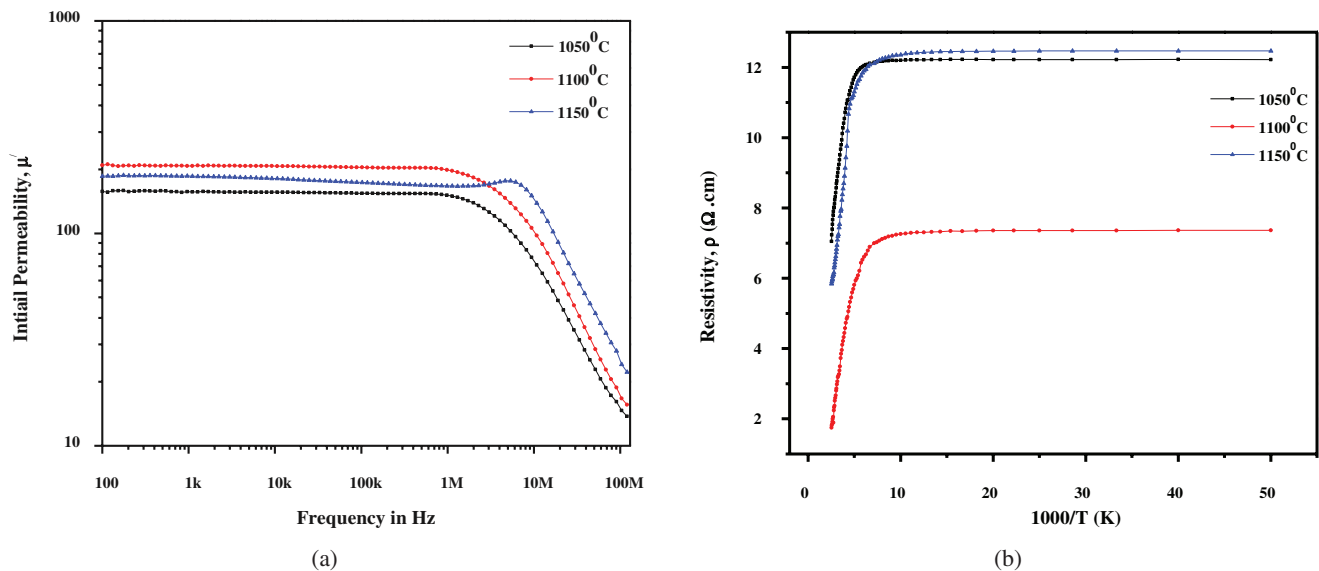 1000
100
10
100
1k
10k
100k
1M
10M
100M
Intiail Permeability, μ/
Frequency in Hz
1050⁰C
1100⁰C
1150⁰C
(a)
12
10
8
6
4
2
0
10
20
30
40
50
Resistivity, ρ (Ω .cm)
1000/T (K)
1050⁰C
1100⁰C
1150⁰C
(b)